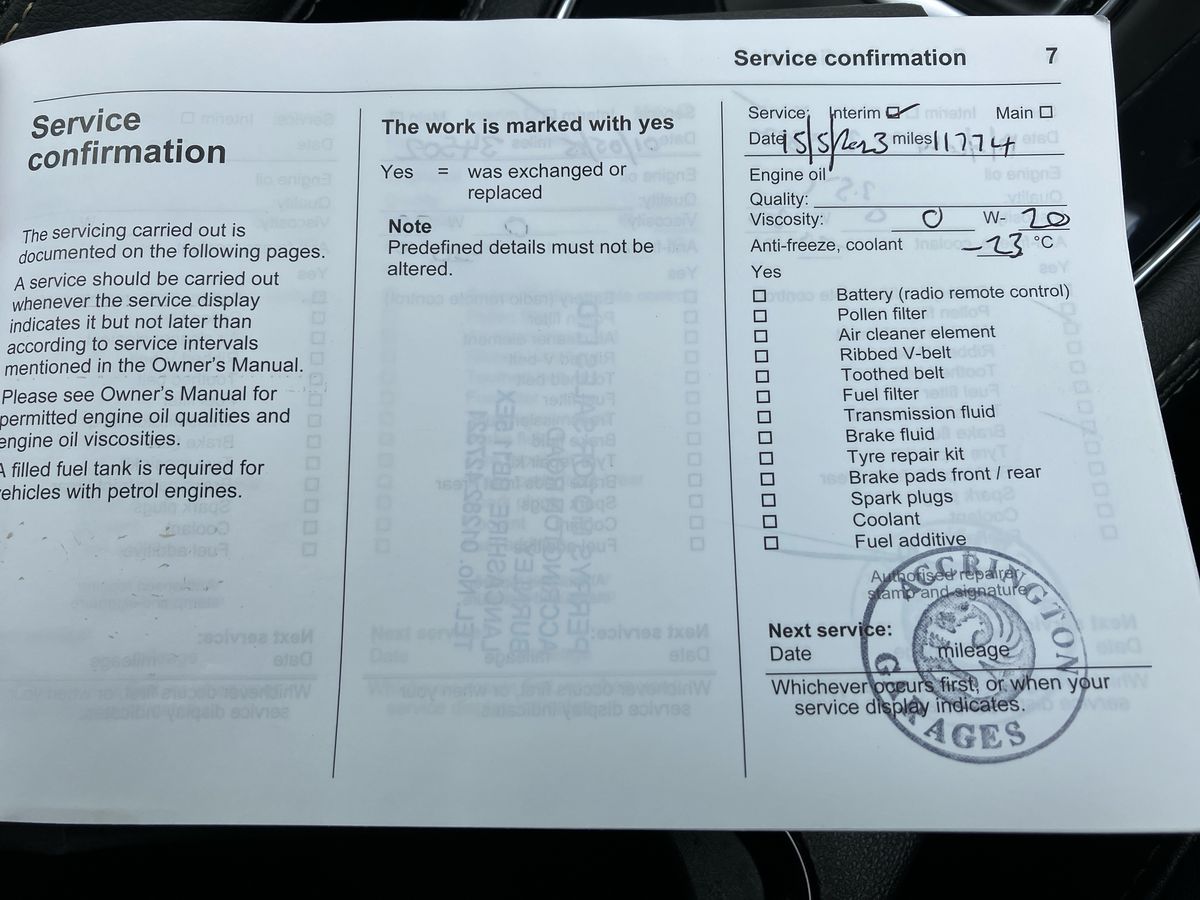 Service confirmation 7
Service
confirmation
The servicing carried out is
documented on the following pages.
A service should be carried out
whenever the service display
indicates it but not later than
according to service intervals
mentioned in the Owner's Manual.
Please see Owner's Manual for
permitted engine oil qualities and
engine oil viscosities.
A filled fuel tank is required for
vehicles with petrol engines.
The work is marked with yes
Yes = was exchanged or
replaced
Note
Predefined details must not be
altered.
Service: Interim Main
Date miles 11774
Engine oil
Quality:
Viscosity: 0 W- 20
Anti-freeze, coolant °C
Yes
Battery (radio remote control)
Pollen filter
Air cleaner element
Ribbed V-belt
Toothed belt
Fuel filter
Transmission fluid
Brake fluid
Tyre repair kit
Brake pads front / rear
Spark plugs
Coolant
Fuel additive
Authorised repairer
stamp and signature
ACCRINGTON
GARAGES
Next service:
Date mileage
Whichever occurs first, or when your
service display indicates.